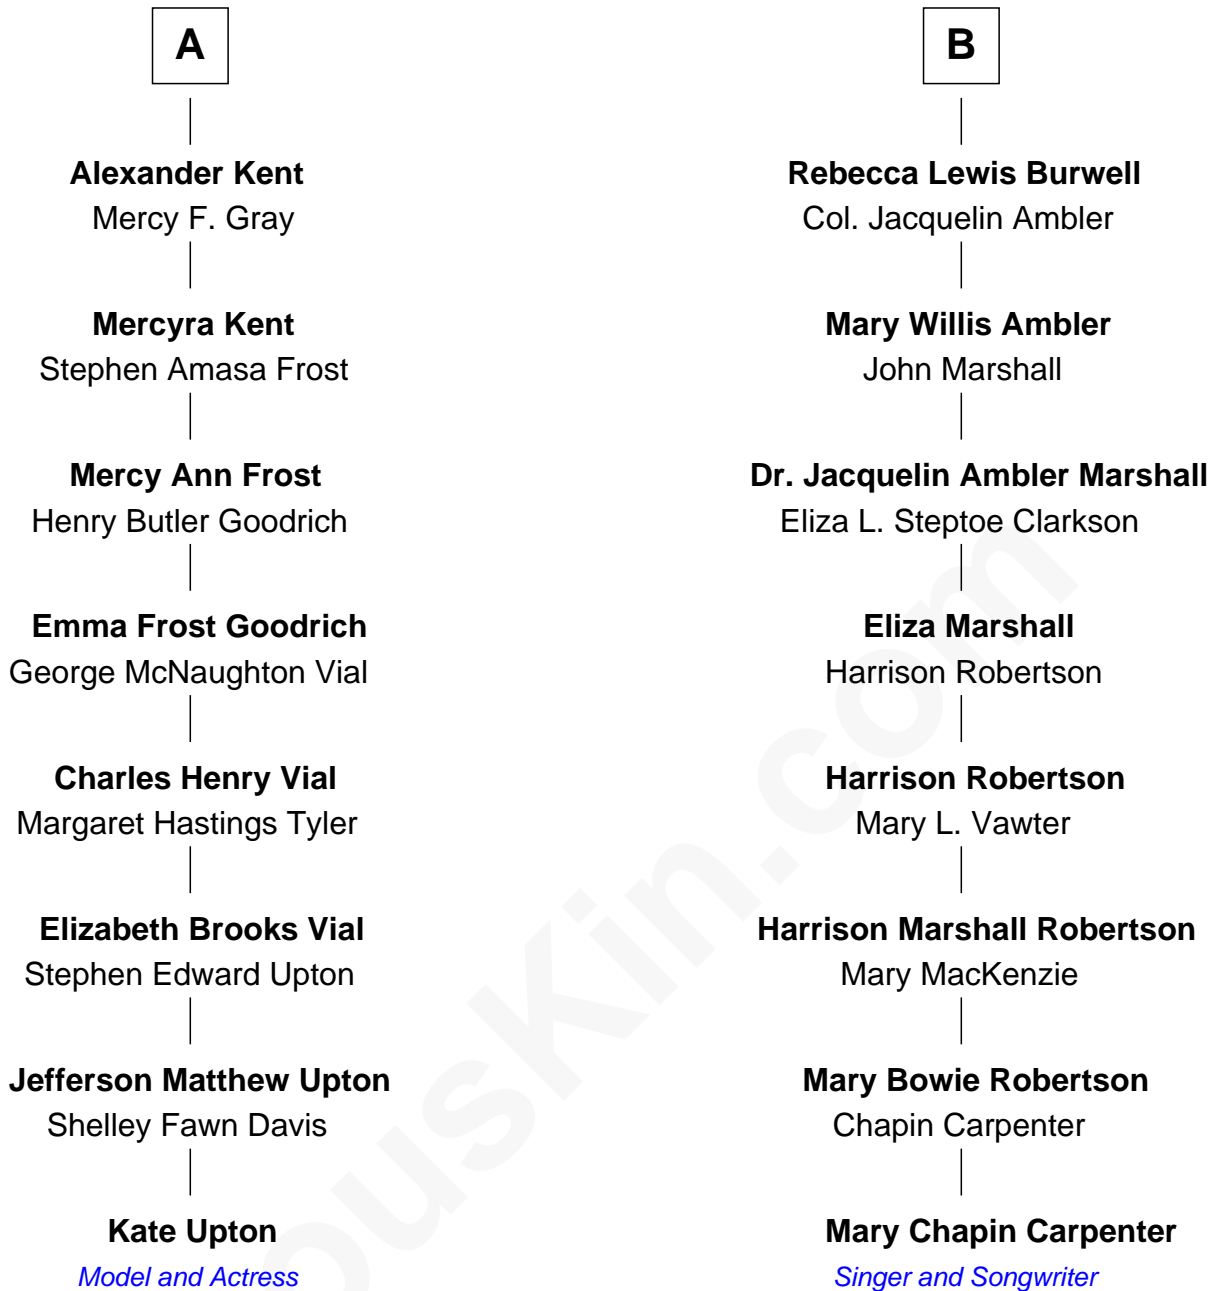 A
Alexander Kent
Mercy F. Gray
Mercyra Kent
Stephen Amasa Frost
Mercy Ann Frost
Henry Butler Goodrich
Emma Frost Goodrich
George McNaughton Vial
Charles Henry Vial
Margaret Hastings Tyler
Elizabeth Brooks Vial
Stephen Edward Upton
Jefferson Matthew Upton
Shelley Fawn Davis
Kate Upton
Model and Actress
B
Rebecca Lewis Burwell
Col. Jacquelin Ambler
Mary Willis Ambler
John Marshall
Dr. Jacquelin Ambler Marshall
Eliza L. Steptoe Clarkson
Eliza Marshall
Harrison Robertson
Harrison Robertson
Mary L. Vawter
Harrison Marshall Robertson
Mary MacKenzie
Mary Bowie Robertson
Chapin Carpenter
Mary Chapin Carpenter
Singer and Songwriter
ousKin.com